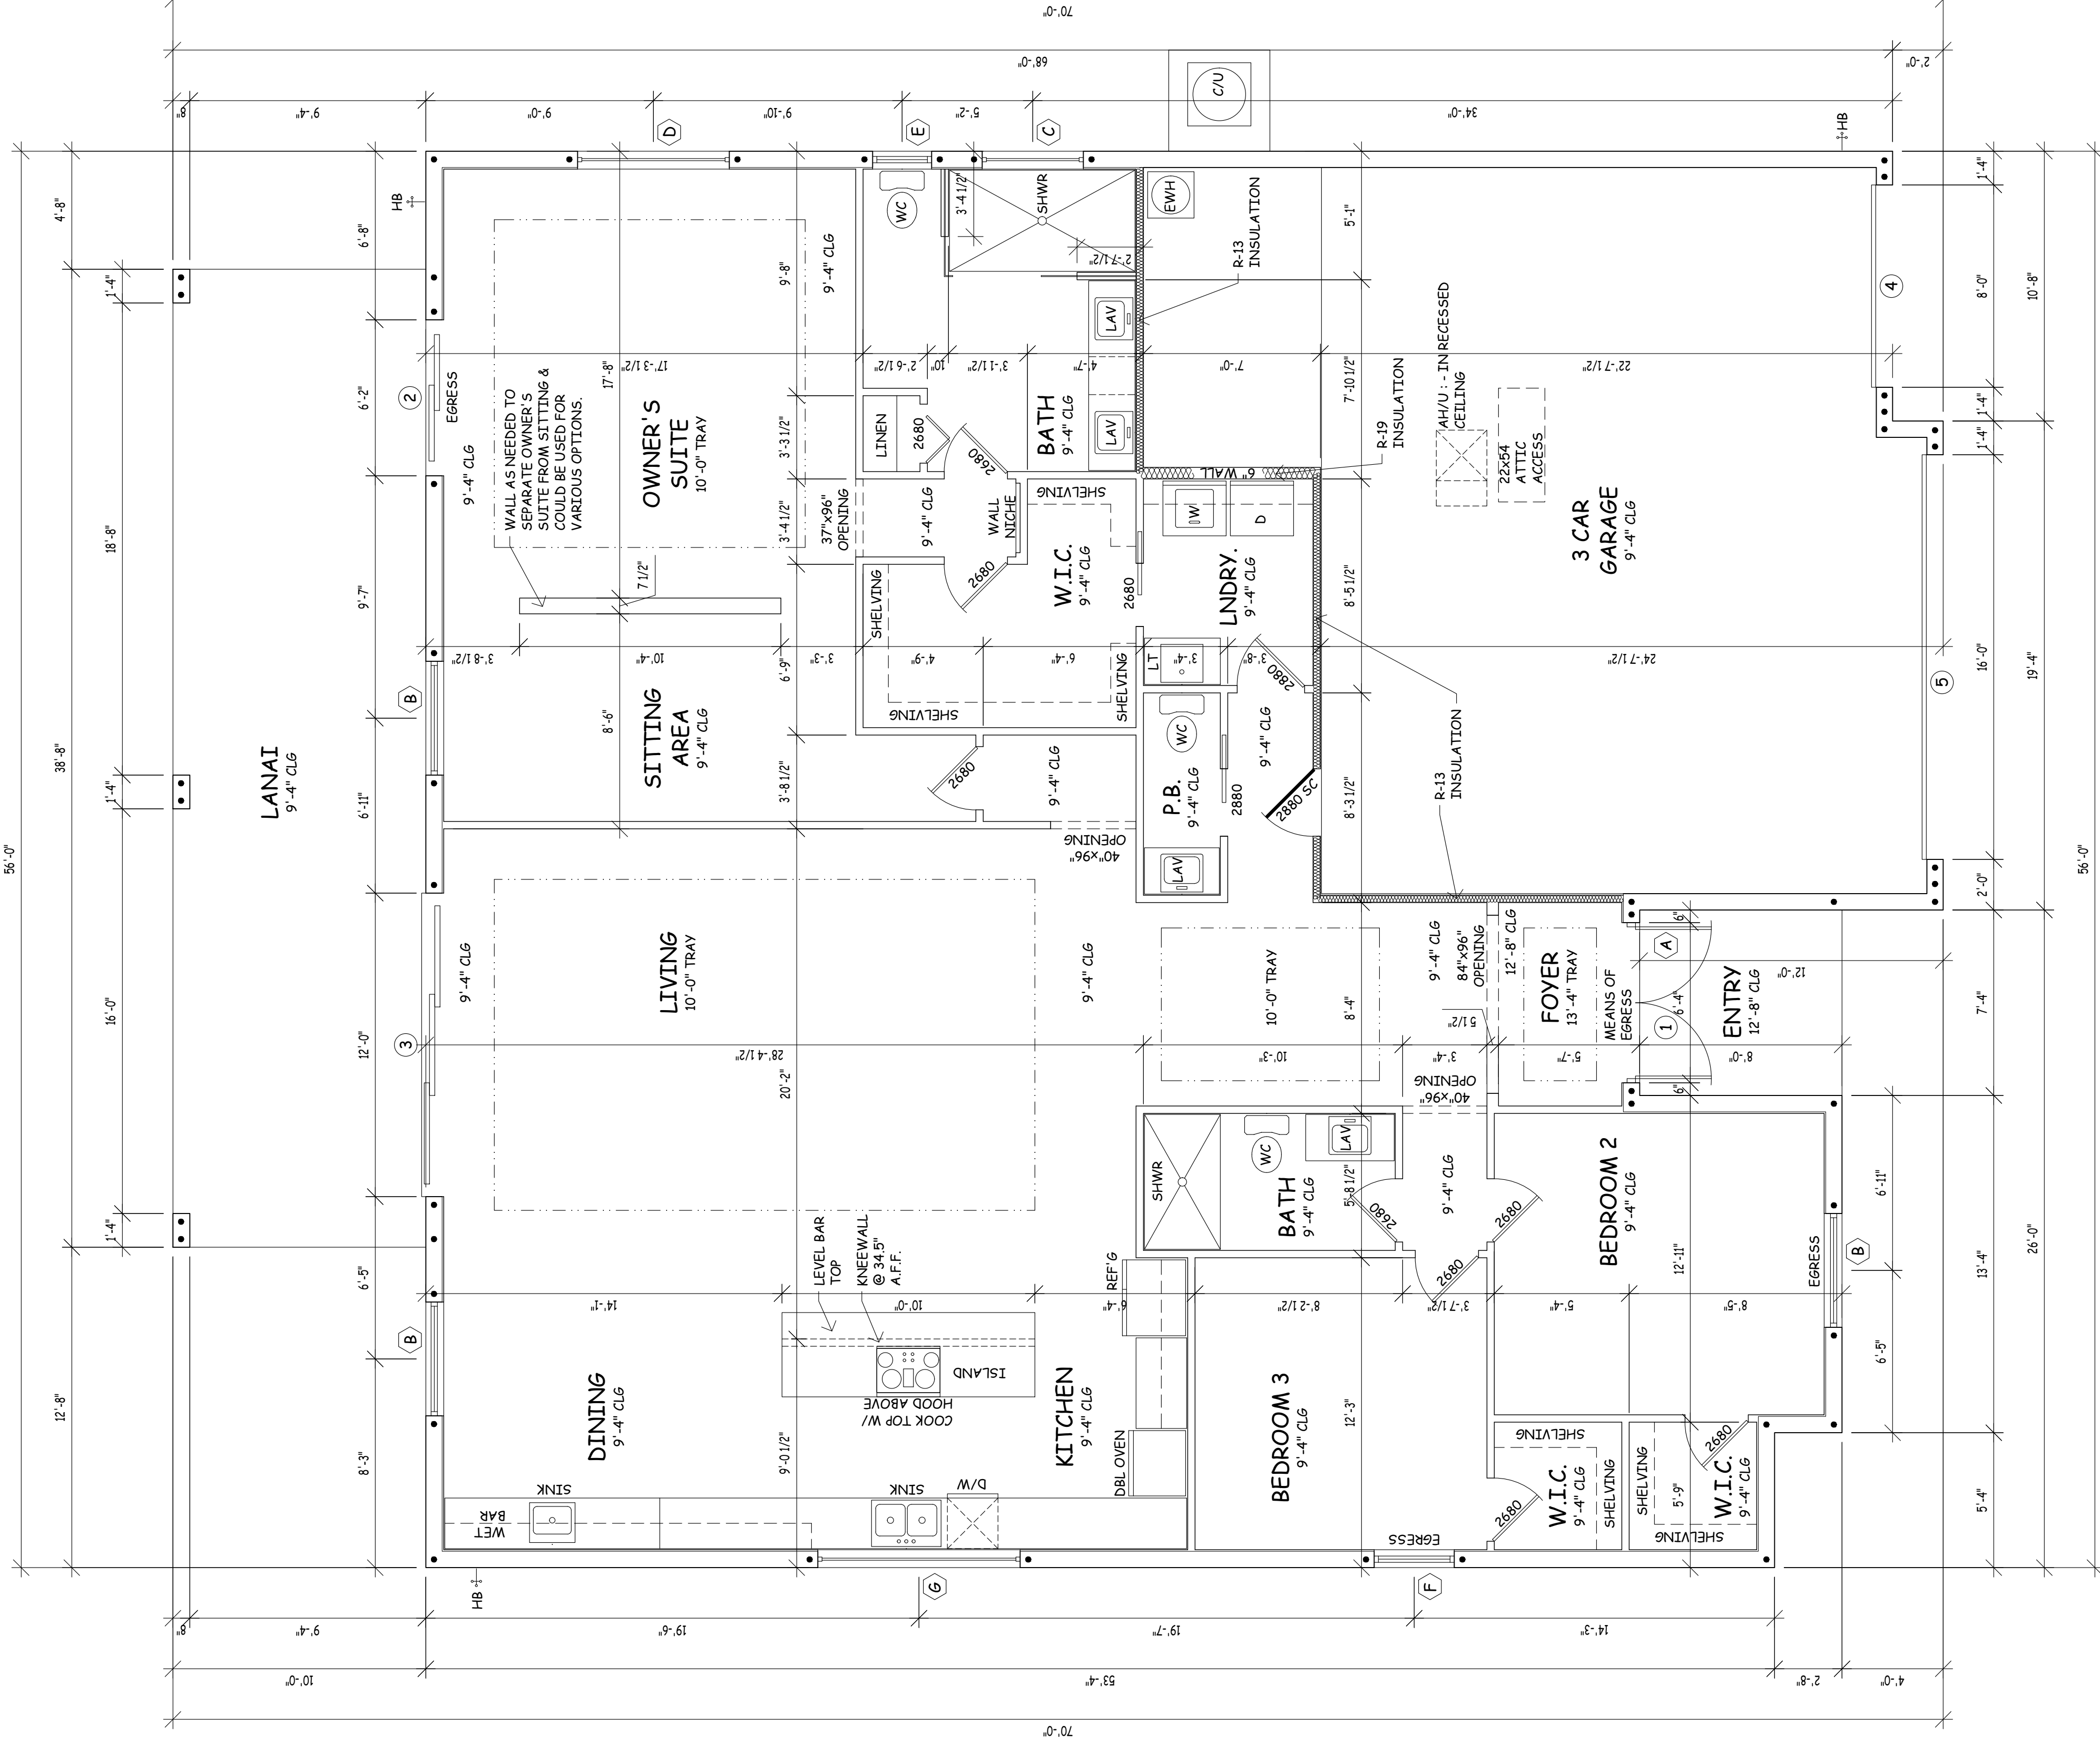 56'-0"
4'-8"
38'-8"
12'-8"
1'-4"
18'-8"
1'-4"
16'-0"
1'-4"
LANAI
9'-4" CLG
6'-8"
6'-2"
9'-7"
6'-11"
12'-0"
6'-5"
8'-3"
HB
2
EGRESS
9'-4" CLG
B
3
9'-4" CLG
B
HB
WALL AS NEEDED TO
SEPARATE OWNER'S
SUITE FROM SITTING &
COULD BE USED FOR
VARIOUS OPTIONS.
OWNER'S
SUITE
10'-0" TRAY
17'-8"
17'-3 1/2"
7 1/2"
SITTING
AREA
9'-4" CLG
8'-6"
3'-8 1/2"
10'-4"
3'-3"
4'-9"
6'-4"
3'-4"
3'-8"
24'-7 1/2"
LIVING
10'-0" TRAY
28'-4 1/2"
10'-3"
3'-4"
5 1/2"
5'-7"
8'-0"
12'-0"
DINING
9'-4" CLG
WET
BAR
SINK
SINK
D/W
14'-1"
10'-0"
6'-4"
8'-2 1/2"
3'-7 1/2"
5'-4"
8'-5"
9'-8"
3'-3 1/2"
3'-4 1/2"
6'-9"
3'-8 1/2"
20'-2"
9'-0 1/2"
9'-4" CLG
37"x96"
OPENING
LEVEL BAR
TOP
KNEEWALL
@ 34.5"
A.F.F.
ISLAND
COOK TOP W/
HOOD ABOVE
KITCHEN
9'-4" CLG
REF'G
DBL OVEN
9'-4" CLG
WC
LINEN
2680
2680
SHWR
3'-4 1/2"
2'-7 1/2"
2'-6 1/2"
10"
3'-11 1/2"
4'-7"
7'-0"
22'-7 1/2"
BATH
9'-4" CLG
LAV
LAV
9'-4" CLG
WALL
NICHE
2680
SHELVING
SHELVING
SHELVING
SHELVING
W.I.C.
9'-4" CLG
2680
2680
9'-4" CLG
40"x96"
OPENING
EWH
R-13
INSULATION
6" WALL
R-19
INSULATION
W
D
LNDRY.
9'-4" CLG
LT
2880
WC
P.B.
9'-4" CLG
2880
9'-4" CLG
2880 SC
LAV
R-13
INSULATION
5'-1"
7'-10 1/2"
8'-5 1/2"
8'-3 1/2"
8'-4"
5'-8 1/2"
12'-3"
AH/U : - IN RECESSED
CEILING
22x54
ATTIC
ACCESS
3 CAR
GARAGE
9'-4" CLG
10'-0" TRAY
9'-4" CLG
84"x96"
OPENING
12'-8" CLG
FOYER
13'-4" TRAY
MEANS OF
EGRESS
6"
6'-4"
6"
A
1
ENTRY
12'-8" CLG
SHWR
WC
LAV
BATH
9'-4" CLG
2680
40"x96"
OPENING
9'-4" CLG
2680
2680
BEDROOM 3
9'-4" CLG
EGRESS
BEDROOM 2
9'-4" CLG
12'-11"
EGRESS
B
2680
SHELVING
W.I.C.
9'-4" CLG
SHELVING
SHELVING
5'-9"
2680
W.I.C.
9'-4" CLG
SHELVING
4
5
1'-4"
8'-0"
1'-4"
1'-4"
16'-0"
2'-0"
7'-4"
13'-4"
5'-4"
6'-11"
6'-5"
10'-8"
19'-4"
26'-0"
56'-0"
70'-0"
68'-0"
2'-0"
8"
9'-4"
9'-0"
9'-10"
5'-2"
34'-0"
D
E
C
C/U
HB
G
F
8"
9'-4"
19'-6"
19'-7"
14'-3"
10'-0"
53'-4"
2'-8"
4'-0"
70'-0"